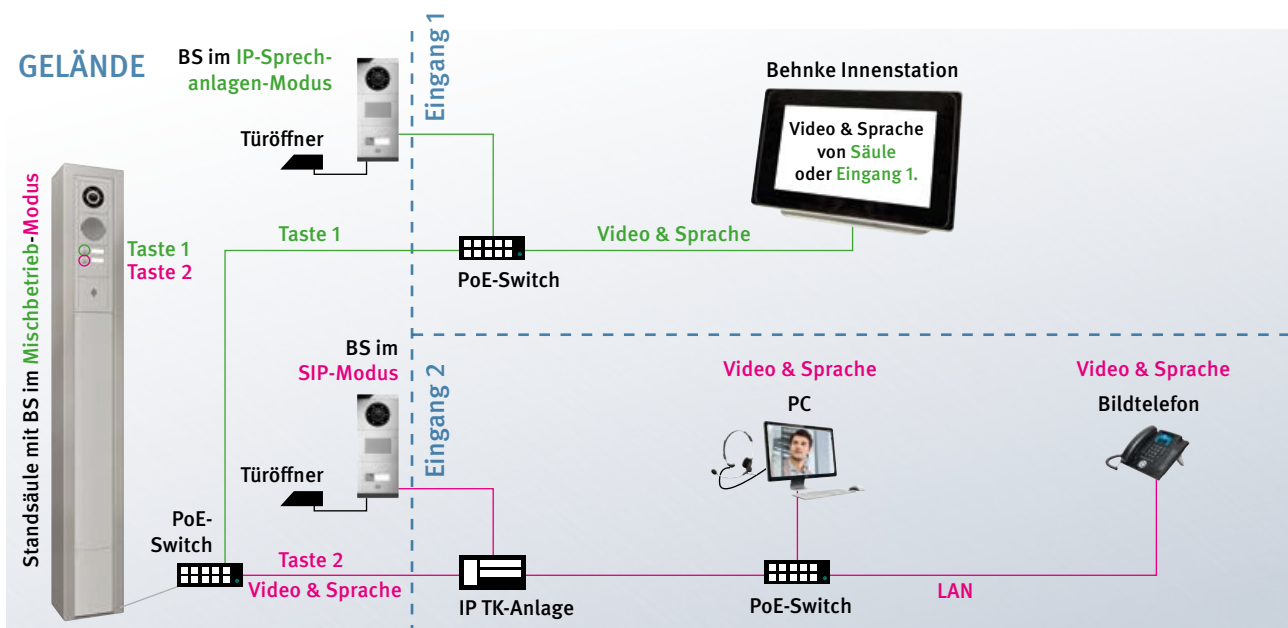 GELÄNDE
BS im IP-Sprech-
anlagen-Modus
Türöffner
Eingang 1
Behnke Innenstation
Video & Sprache
von Säule
oder Eingang 1.
Standsäule mit BS im Mischbetrieb-Modus
Taste 1
Taste 2
Taste 1
Video & Sprache
PoE-Switch
BS im
SIP-Modus
Türöffner
Eingang 2
Video & Sprache
PC
Video & Sprache
Bildtelefon
PoE-
Switch
Taste 2
Video & Sprache
IP TK-Anlage
PoE-Switch
LAN